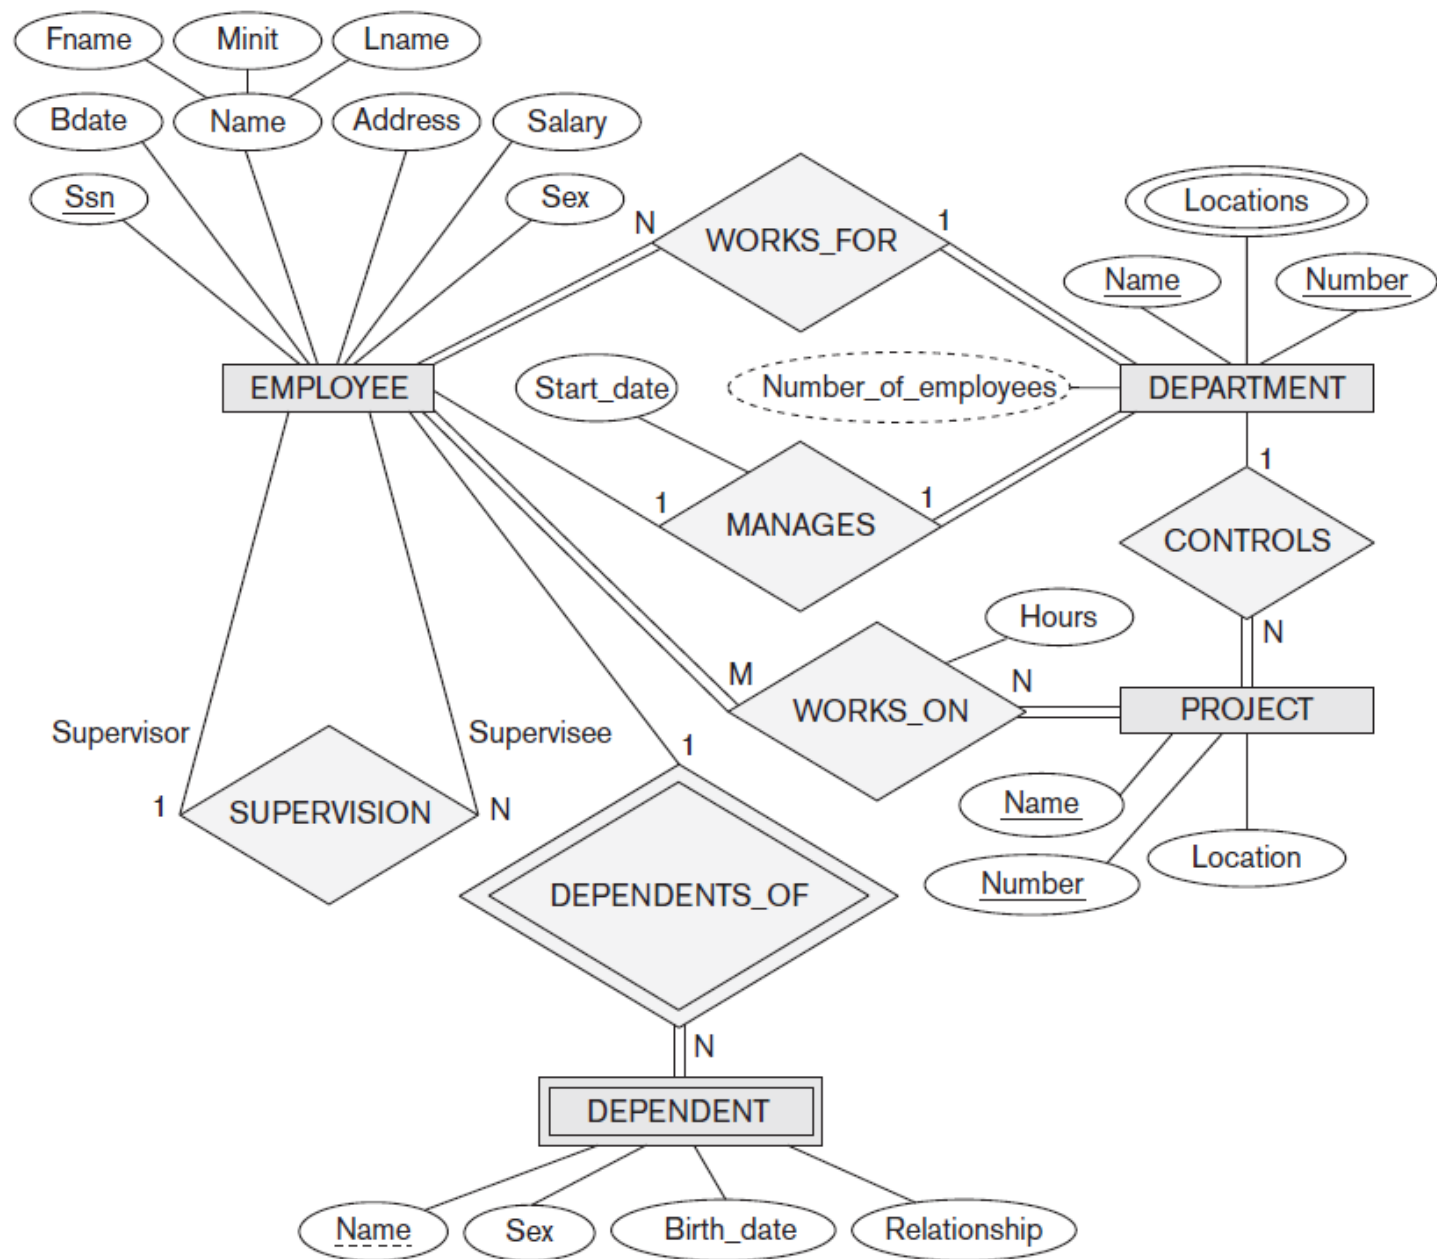 Fname
Minit
Lname
Bdate
Name
Address
Salary
Ssn
Sex
N
WORKS_FOR
1
Locations
Name
Number
EMPLOYEE
Start_date
Number_of_employees
DEPARTMENT
1
MANAGES
1
1
CONTROLS
N
Hours
M
WORKS_ON
N
PROJECT
Supervisor
Supervisee
1
SUPERVISION
N
1
Name
Number
Location
DEPENDENTS_OF
N
DEPENDENT
Name
Sex
Birth_date
Relationship